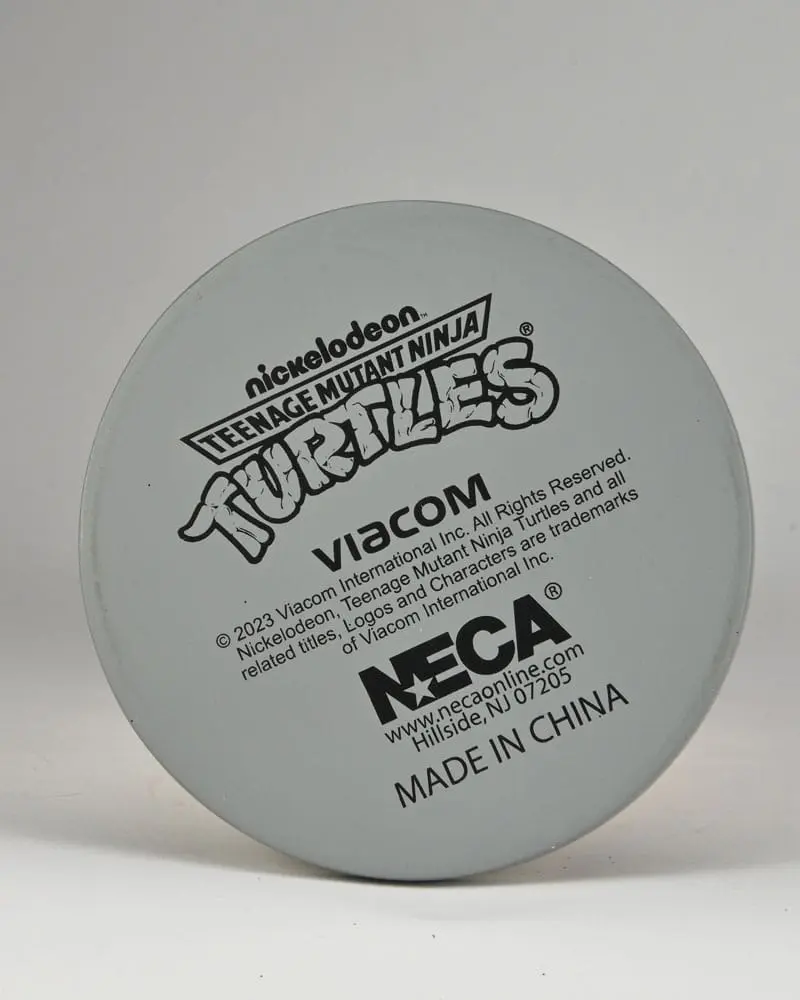 nickelodeon™
TEENAGE MUTANT NINJA
TURTLES®
VIacoM
© 2023 Viacom International Inc. All Rights Reserved.
Nickelodeon, Teenage Mutant Ninja Turtles and all
related titles, Logos and Characters are trademarks
of Viacom International Inc.
NECA®
www.necaonline.com
Hillside, NJ 07205
MADE IN CHINA